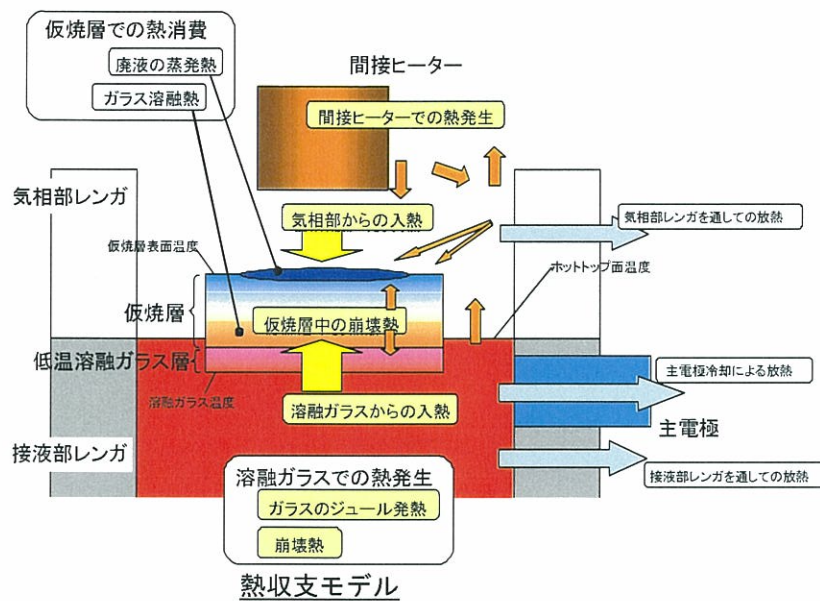 仮焼層での熱消費
廃液の蒸発熱
ガラス溶融熱
間接ヒーター
間接ヒーターでの熱発生
気相部レンガ
気相部からの入熱
気相部レンガを通しての放熱
仮焼層表面温度
ホットトップ面温度
仮焼層
仮焼層中の崩壊熱
低温溶融ガラス層
主電極冷却による放熱
溶融ガラス温度
溶融ガラスからの入熱
主電極
接液部レンガ
溶融ガラスでの熱発生
接液部レンガを通しての放熱
ガラスのジュール発熱
崩壊熱
熱収支モデル